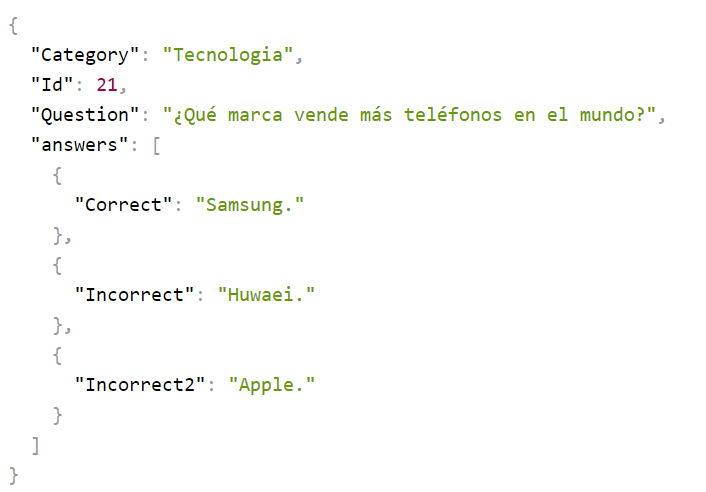 {
  "Category": "Tecnologia",
  "Id": 21,
  "Question": "¿Qué marca vende más teléfonos en el mundo?",
  "answers": [
    {
      "Correct": "Samsung."
    },
    {
      "Incorrect": "Huwaei."
    },
    {
      "Incorrect2": "Apple."
    }
  ]
}